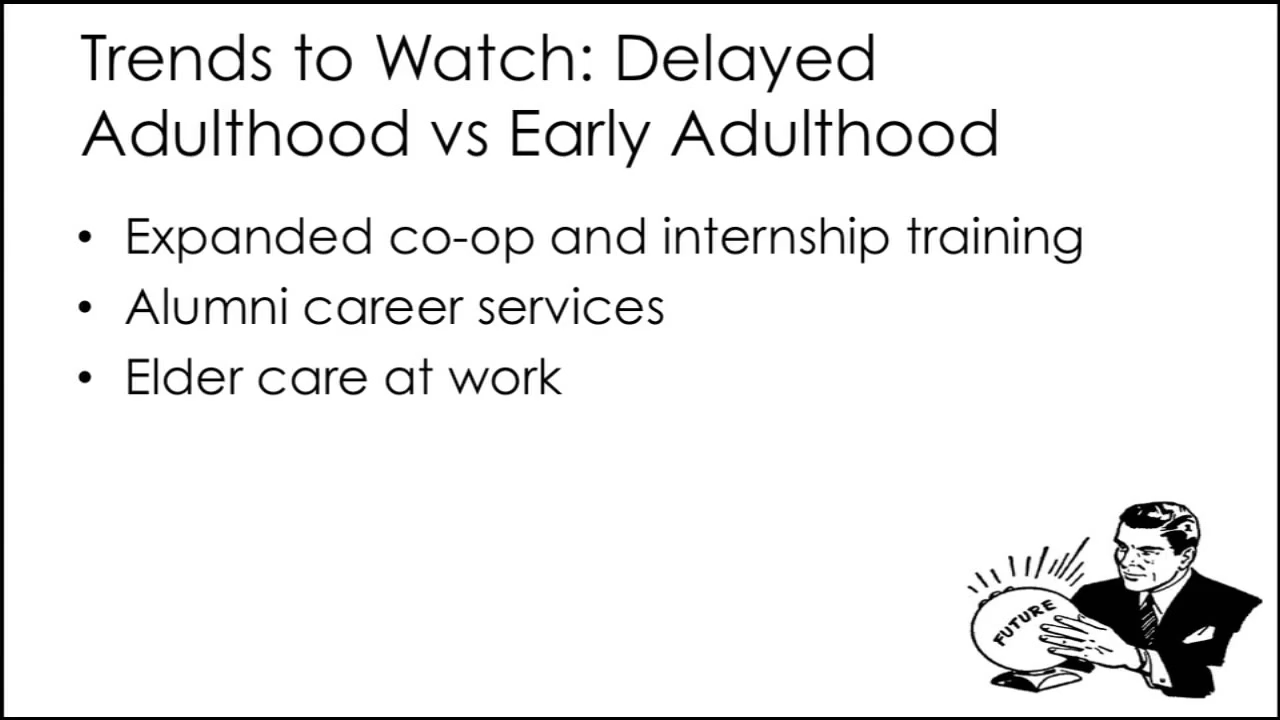 Trends to Watch: Delayed
Adulthood vs Early Adulthood
• Expanded co-op and internship training
• Alumni career services
• Elder care at work
FUTURE